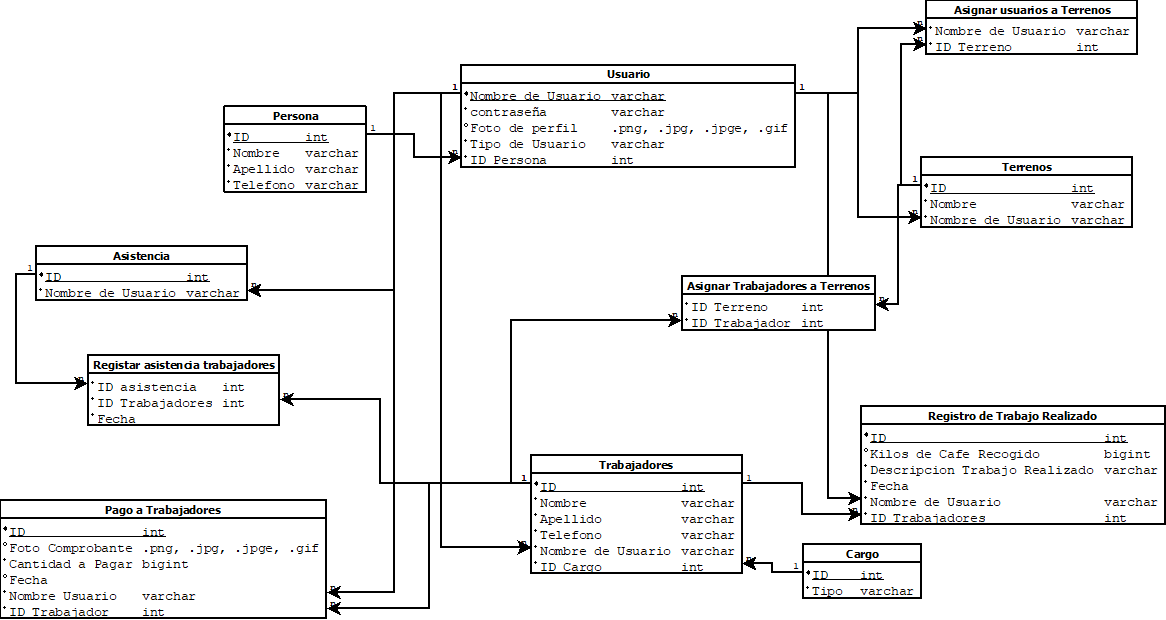 Asignar usuarios a Terrenos
*Nombre de Usuario varchar
*ID Terreno int
Usuario
Nombre de Usuario varchar
*contraseña varchar
Foto de perfil .png, .jpg, .jpge, .gif
*Tipo de Usuario varchar
*ID Persona int
1
1
n
n
Persona
ID int
*Nombre varchar
*Apellido varchar
*Telefono varchar
1
n
Terrenos
ID int
*Nombre varchar
*Nombre de Usuario varchar
1
n
Asistencia
ID int
*Nombre de Usuario varchar
1
n
Asignar Trabajadores a Terrenos
*ID Terreno int
*ID Trabajador int
n
n
Registar asistencia trabajadores
*ID asistencia int
*ID Trabajadores int
*Fecha
n
n
Registro de Trabajo Realizado
ID int
Kilos de Cafe Recogido bigint
*Descripcion Trabajo Realizado varchar
*Fecha
*Nombre de Usuario varchar
*ID Trabajadores int
n
n
Trabajadores
ID int
*Nombre varchar
*Apellido varchar
*Telefono varchar
*Nombre de Usuario varchar
*ID Cargo int
1
1
n
n
Pago a Trabajadores
ID int
Foto Comprobante .png, .jpg, .jpge, .gif
*Cantidad a Pagar bigint
Fecha
*Nombre Usuario varchar
*ID Trabajador int
n
n
Cargo
ID int
*Tipo varchar
1